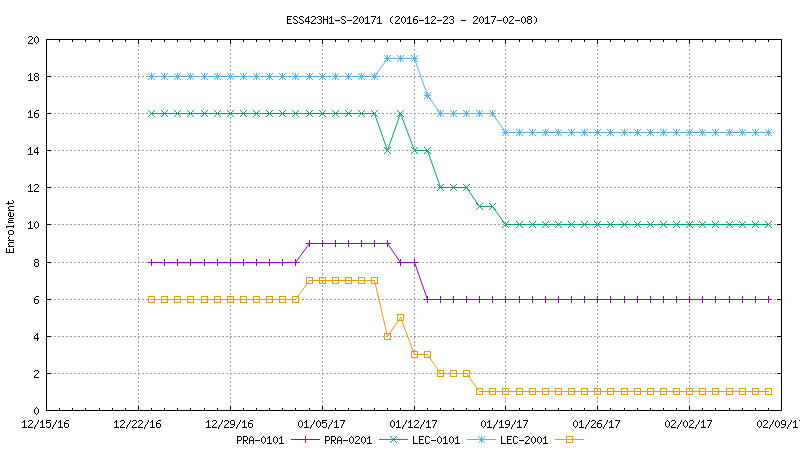 ESS423H1-S-20171 (2016-12-23 - 2017-02-08)
20
18
16
14
12
10
8
6
4
2
0
Enrolment
12/15/16 12/22/16 12/29/16 01/05/17 01/12/17 01/19/17 01/26/17 02/02/17 02/09/1
PRA-0101 PRA-0201 LEC-0101 LEC-2001